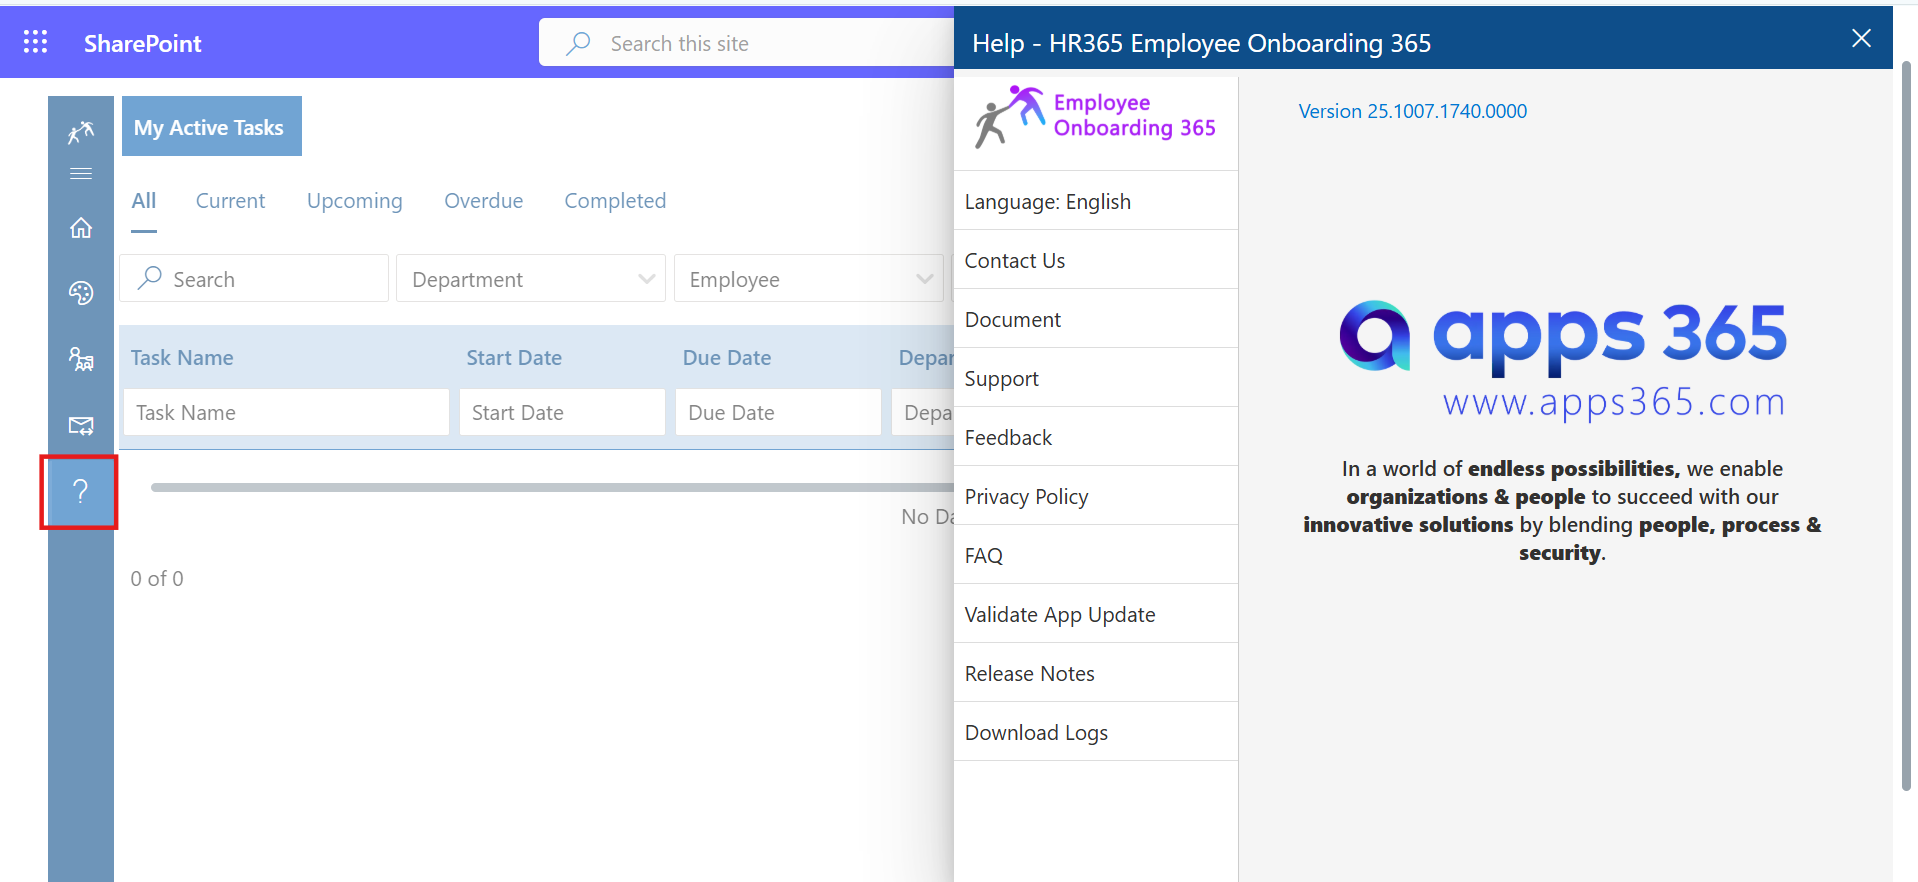 SharePoint
Search this site
Help - HR365 Employee Onboarding 365
My Active Tasks
All Current Upcoming Overdue Completed
Search
Department
Employee
Task Name Start Date Due Date Depar
Task Name Start Date Due Date Depa
?
No Da
0 of 0
Employee
Onboarding 365
Language: English
Contact Us
Document
Support
Feedback
Privacy Policy
FAQ
Validate App Update
Release Notes
Download Logs
Version 25.1007.1740.0000
apps 365
www.apps365.com
In a world of endless possibilities, we enable
organizations & people to succeed with our
innovative solutions by blending people, process &
security.